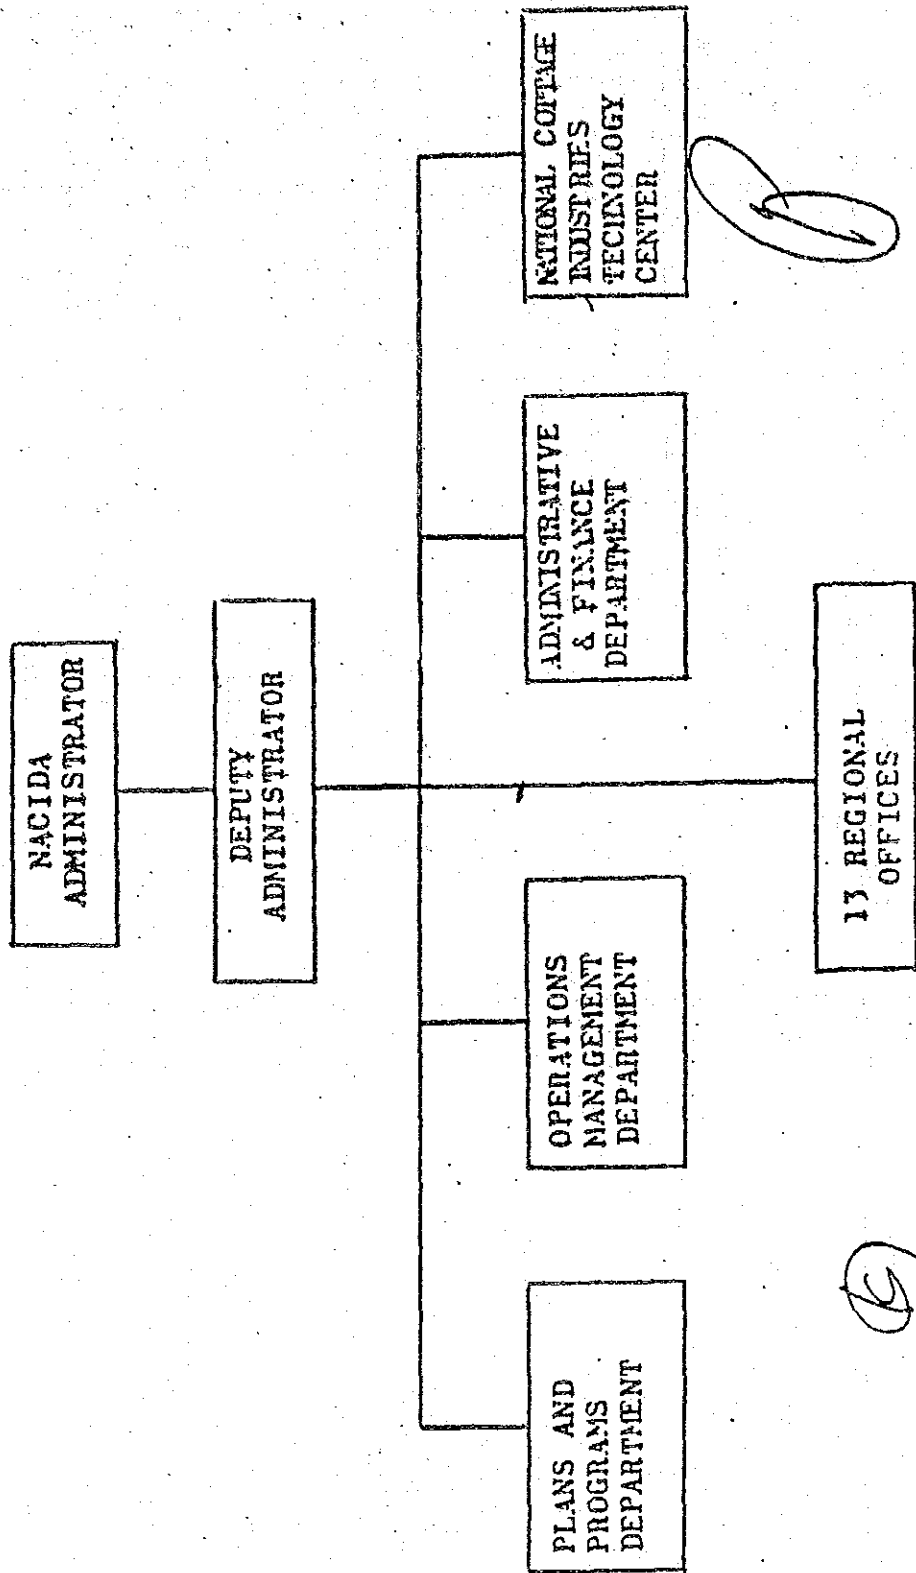 NACIDA
ADMINISTRATOR
DEPUTY
ADMINISTRATOR
PLANS AND
PROGRAMS
DEPARTMENT
OPERATIONS
MANAGEMENT
DEPARTMENT
ADMINISTRATIVE
& FINANCE
DEPARTMENT
NATIONAL COTTAGE
INDUSTRIES
TECHNOLOGY
CENTER
13 REGIONAL
OFFICES